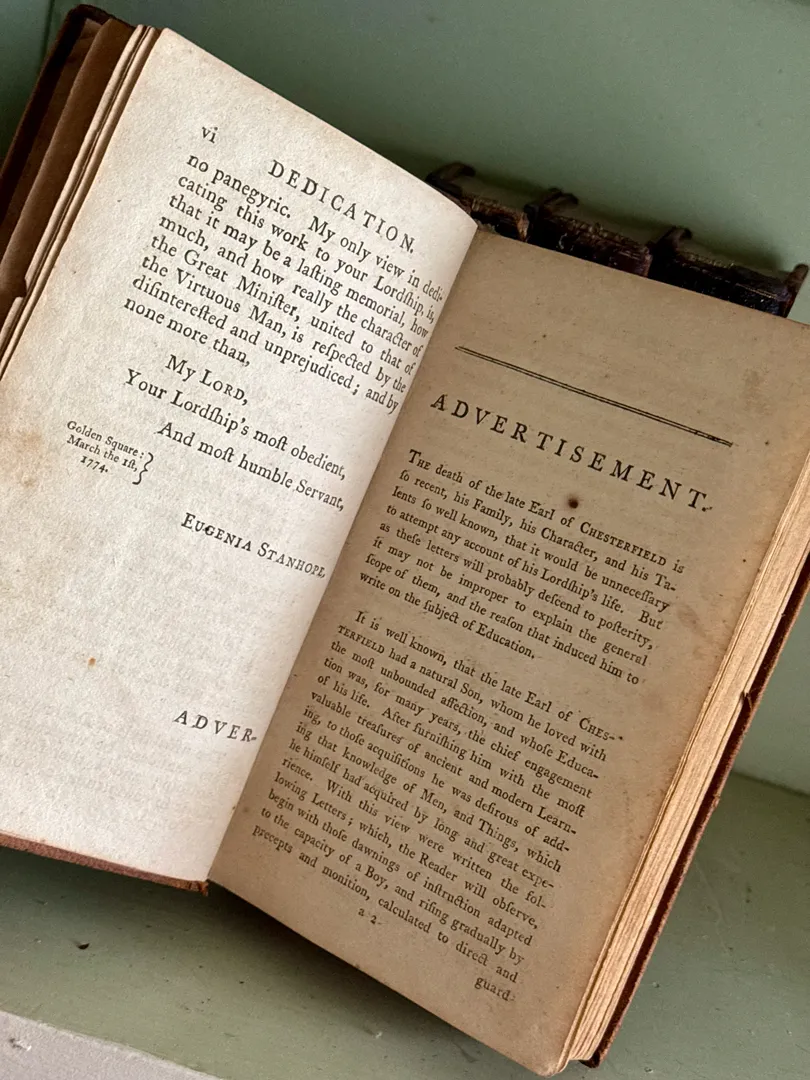 vi
DEDICATION.
no panegyric. My only view in dedi-
cating this work to your Lordſhip, is,
that it may be a laſting memorial, how
much, and how really the character of
the Great Miniſter, united to that of
the Virtuous Man, is reſpected by the
diſintereſted and unprejudiced; and by
none more than,
My LORD,
Your Lordſhip's moſt obedient,
And moſt humble Servant,
Golden Square:
March the 1ſt,
1774.
EUGENIA STANHOPE
ADVER-
ADVERTISEMENT.
THE death of the late Earl of CHESTERFIELD is
ſo recent, his Family, his Character, and his Ta-
lents ſo well known, that it would be unneceſſary
to attempt any account of his Lordſhip's life. But
as theſe letters will probably deſcend to poſterity,
it may not be improper to explain the general
ſcope of them, and the reaſon that induced him to
write on the ſubject of Education.
It is well known, that the late Earl of CHES-
TERFIELD had a natural Son, whom he loved with
the moſt unbounded affection, and whoſe Educa-
tion was, for many years, the chief engagement
of his life. After furniſhing him with the moſt
valuable treaſures of ancient and modern Learn-
ing, to thoſe acquiſitions he was deſirous of add-
ing that knowledge of Men, and Things, which
he himſelf had acquired by long and great expe-
rience. With this view were written the fol-
lowing Letters; which, the Reader will obſerve,
begin with thoſe dawnings of inſtruction adapted
to the capacity of a Boy, and riſing gradually by
precepts and monition, calculated to direct and
a 2
guard